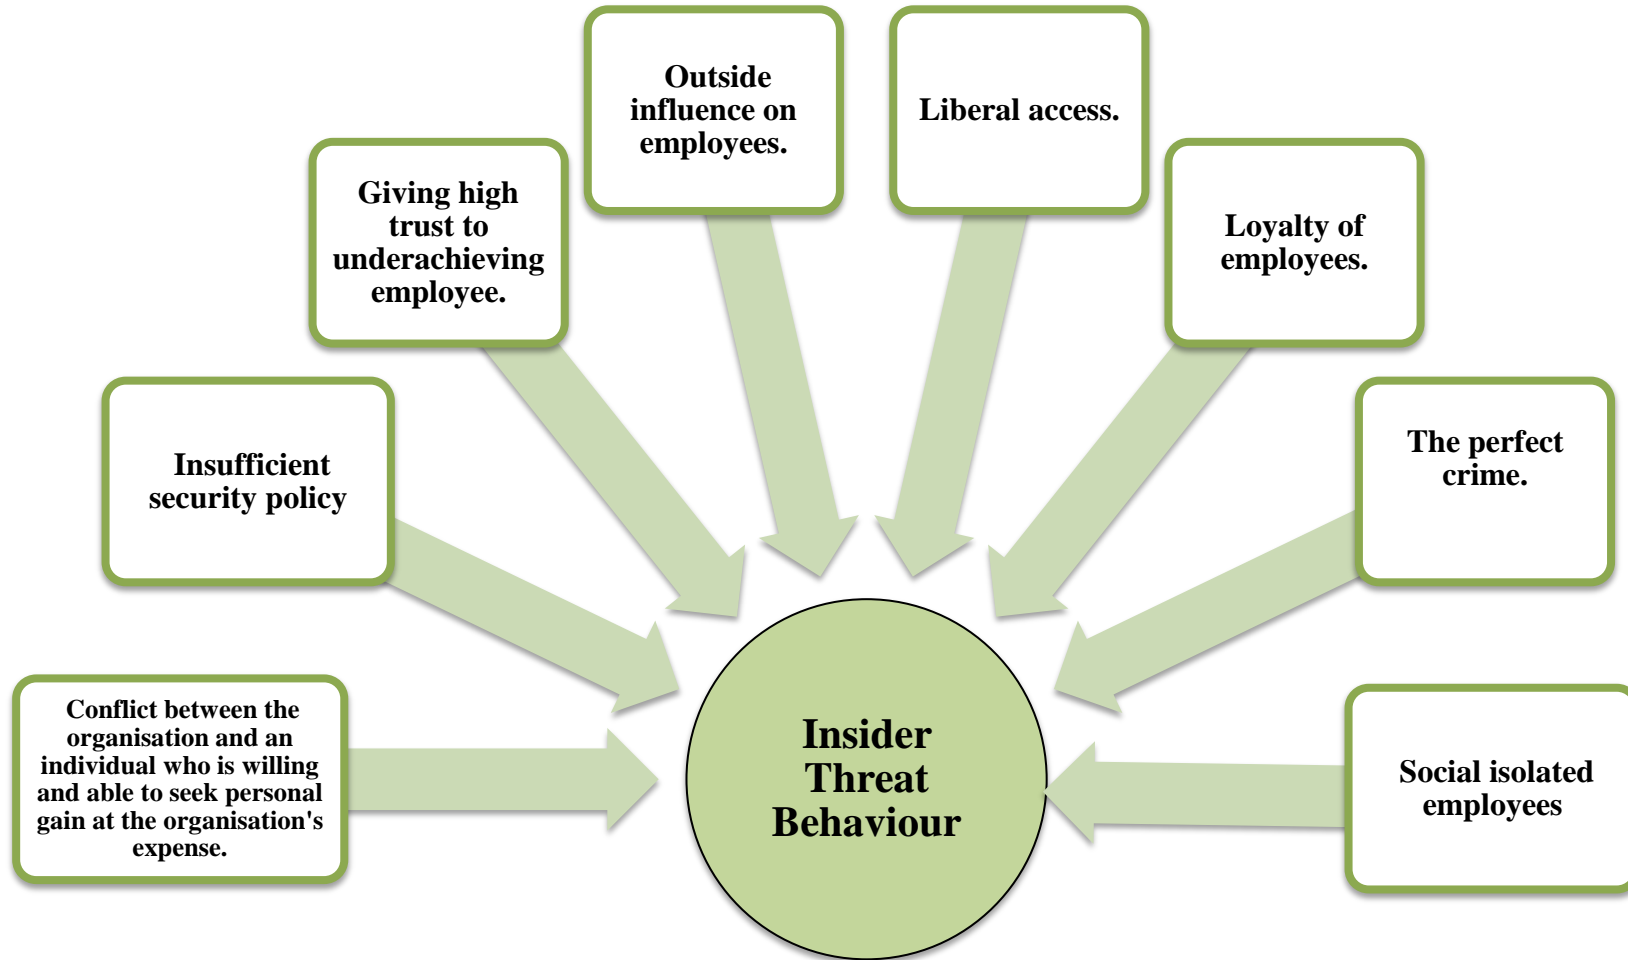 Outside
influence on
employees.
Liberal access.
Giving high
trust to
underachieving
employee.
Loyalty of
employees.
Insufficient
security policy
The perfect
crime.
Conflict between the
organisation and an
individual who is willing
and able to seek personal
gain at the organisation's
expense.
Insider
Threat
Behaviour
Social isolated
employees